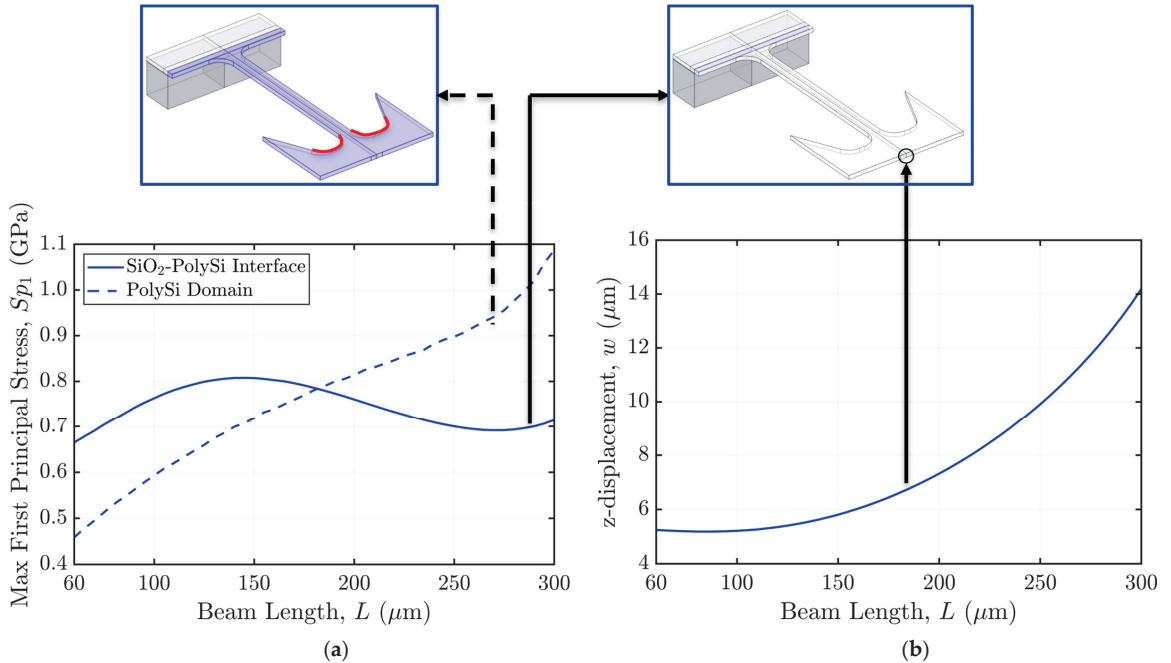 Max First Principal Stress, Sp₁ (GPa)
1.1
1.0
0.9
0.8
0.7
0.6
0.5
0.4
SiO₂-PolySi Interface
PolySi Domain
60 100 150 200 250 300
Beam Length, L (μm)
(a)
z-displacement, w (μm)
16
14
12
10
8
6
4
60 100 150 200 250 300
Beam Length, L (μm)
(b)